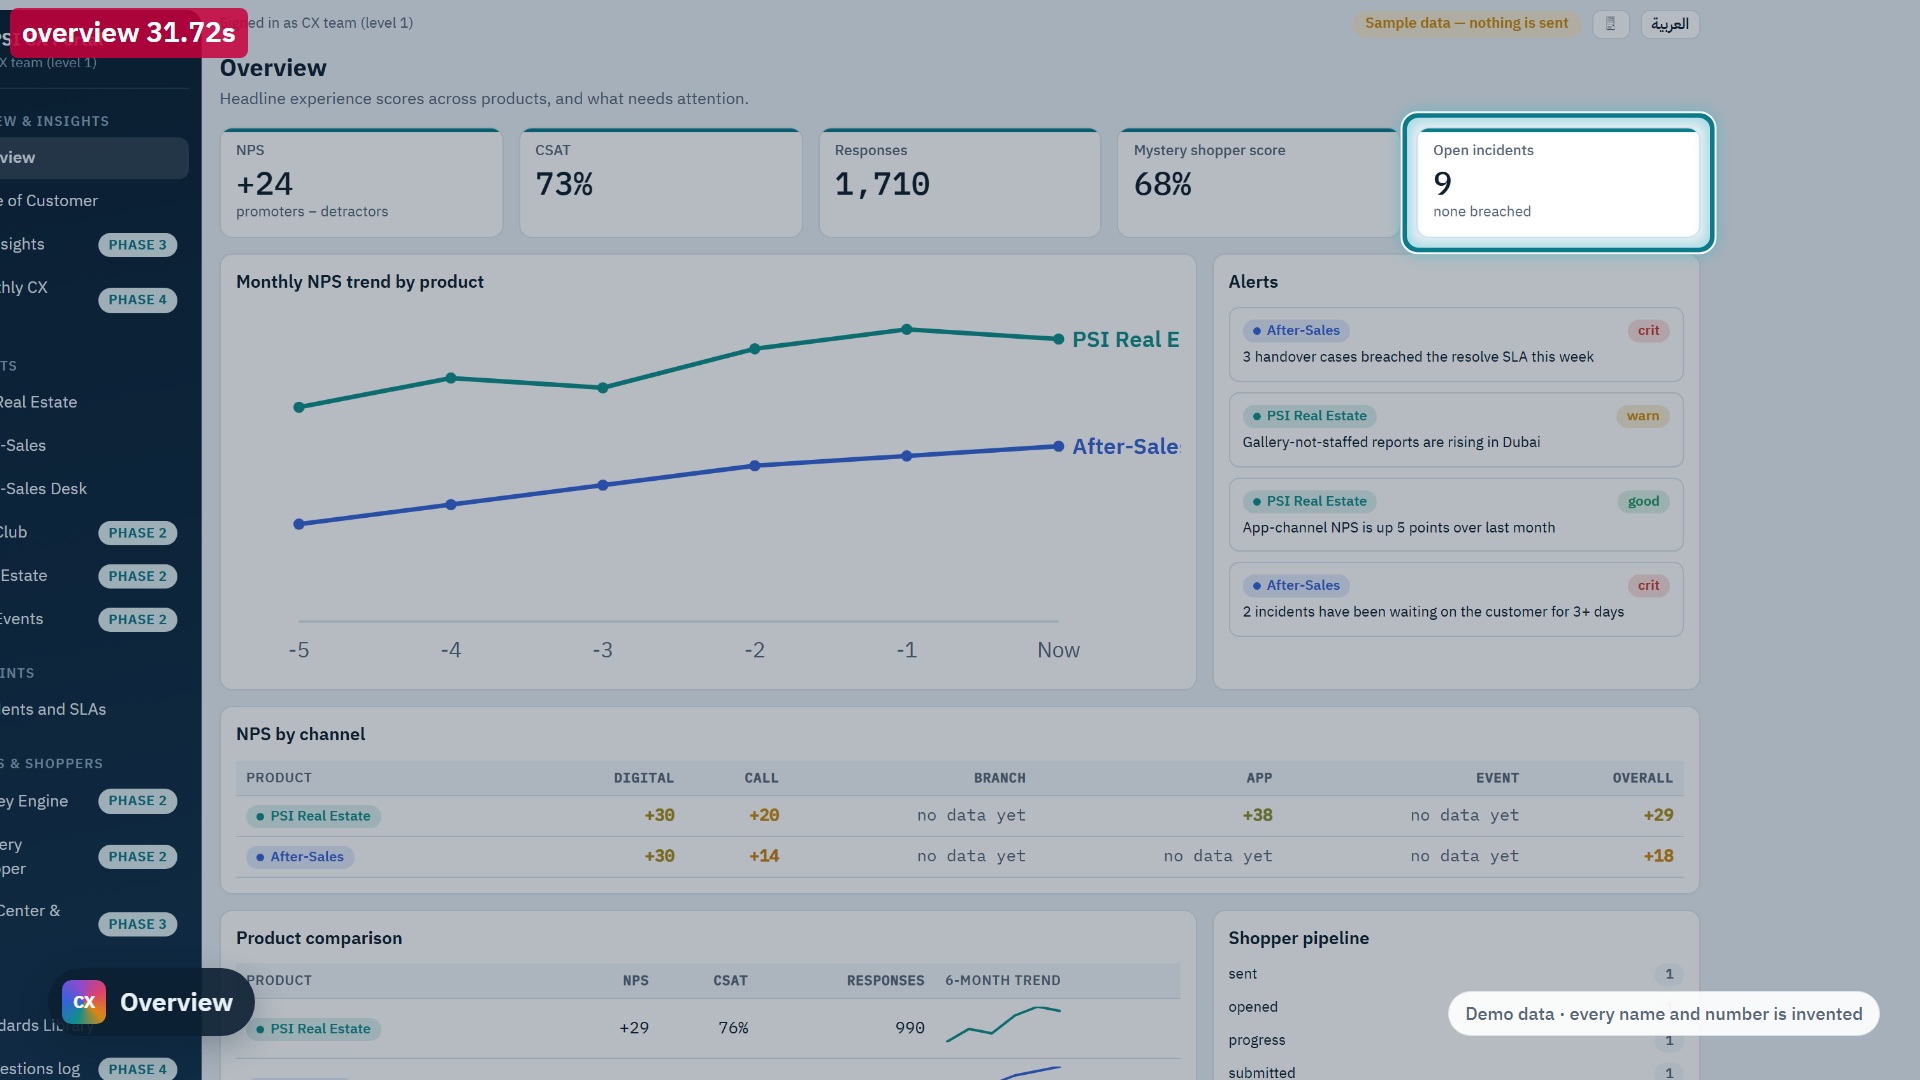 overview 31.72s
Signed in as CX team (level 1)
Sample data — nothing is sent
العربية
X team (level 1)
Overview
Headline experience scores across products, and what needs attention.
EW & INSIGHTS
view
e of Customer
sights
PHASE 3
thly CX
PHASE 4
TS
Real Estate
-Sales
-Sales Desk
Club
PHASE 2
Estate
PHASE 2
Events
PHASE 2
INTS
dents and SLAs
S & SHOPPERS
ey Engine
PHASE 2
ery
pper
PHASE 2
Center &
PHASE 3
dards Library
estions log
PHASE 4
NPS
+24
promoters – detractors
CSAT
73%
Responses
1,710
Mystery shopper score
68%
Open incidents
9
none breached
Monthly NPS trend by product
PSI Real E
After-Sales
-5 -4 -3 -2 -1 Now
Alerts
After-Sales crit
3 handover cases breached the resolve SLA this week
PSI Real Estate warn
Gallery-not-staffed reports are rising in Dubai
PSI Real Estate good
App-channel NPS is up 5 points over last month
After-Sales crit
2 incidents have been waiting on the customer for 3+ days
NPS by channel
PRODUCT DIGITAL CALL BRANCH APP EVENT OVERALL
PSI Real Estate +30 +20 no data yet +38 no data yet +29
After-Sales +30 +14 no data yet no data yet no data yet +18
Product comparison
PRODUCT NPS CSAT RESPONSES 6-MONTH TREND
PSI Real Estate +29 76% 990
Shopper pipeline
sent 1
opened
progress 1
submitted 1
CX Overview
Demo data · every name and number is invented